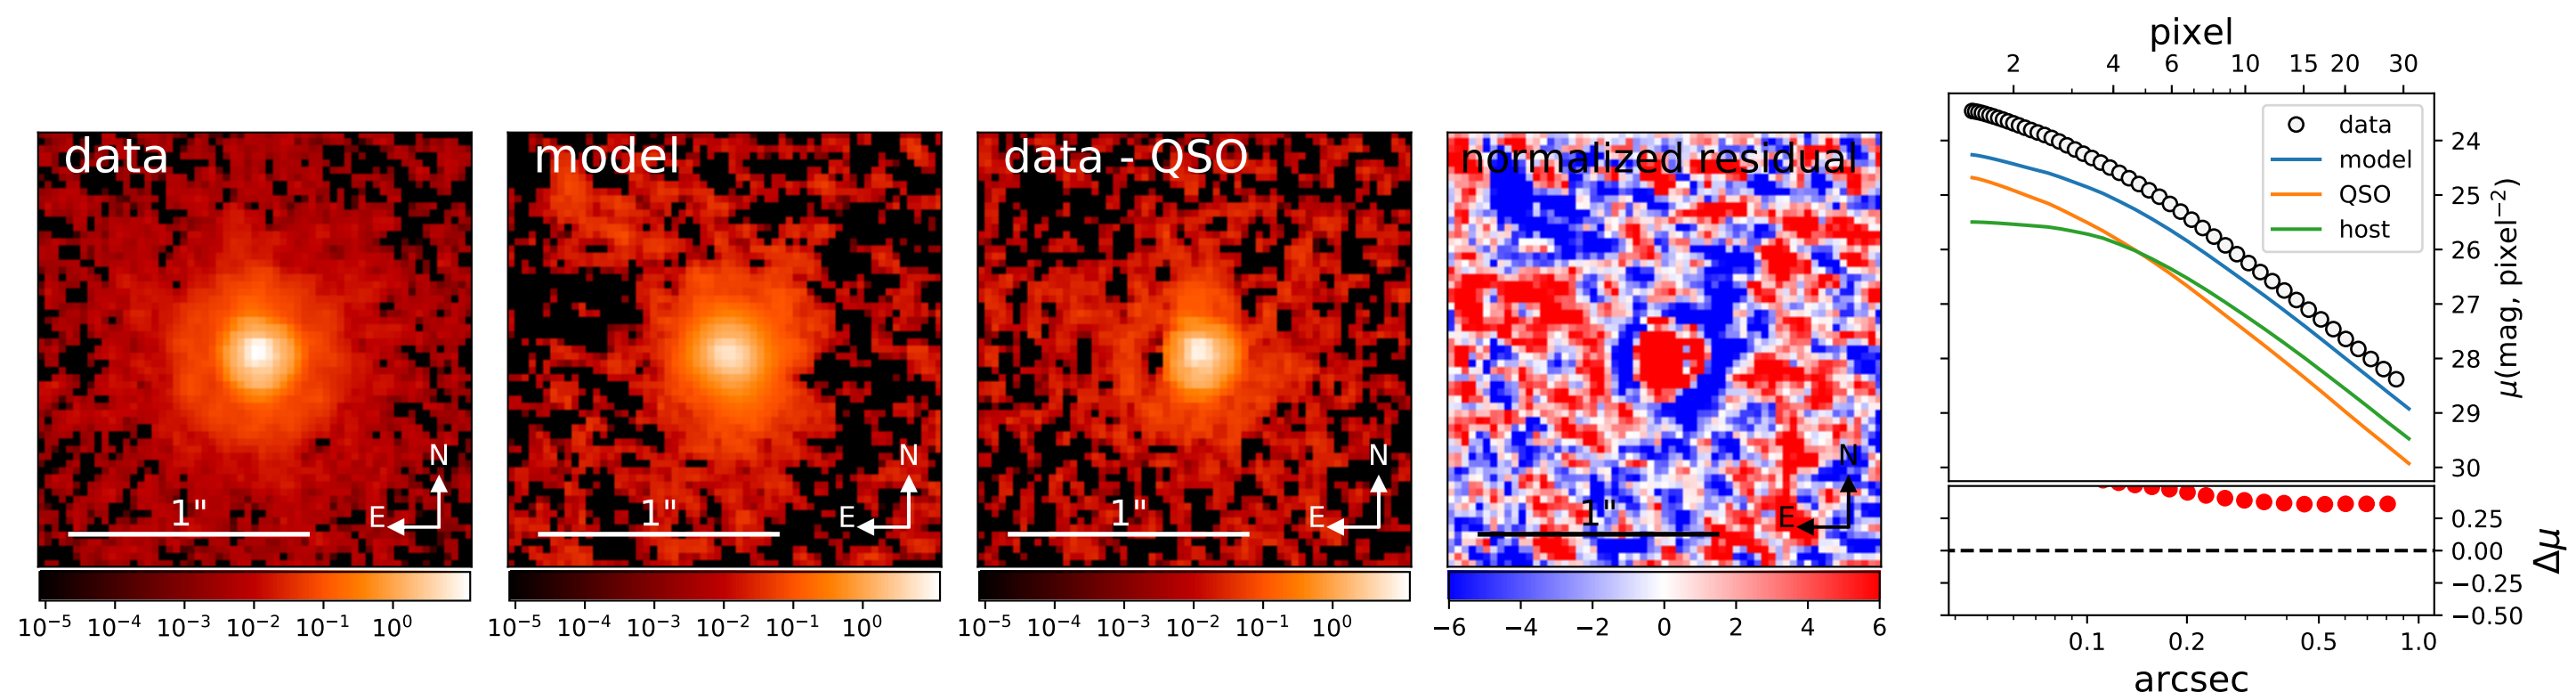 data
N
E
1"
10⁻⁵ 10⁻⁴ 10⁻³ 10⁻² 10⁻¹ 10⁰
model
N
E
1"
10⁻⁵ 10⁻⁴ 10⁻³ 10⁻² 10⁻¹ 10⁰
data - QSO
N
E
1"
10⁻⁵ 10⁻⁴ 10⁻³ 10⁻² 10⁻¹ 10⁰
normalized residual
N
E
1"
−6 −4 −2 0 2 4 6
pixel
2 4 6 10 15 20 30
data
model
QSO
host
24
25
26
27
28
29
30
μ(mag, pixel⁻²)
0.25
0.00
−0.25
−0.50
Δμ
0.1 0.2 0.5 1.0
arcsec